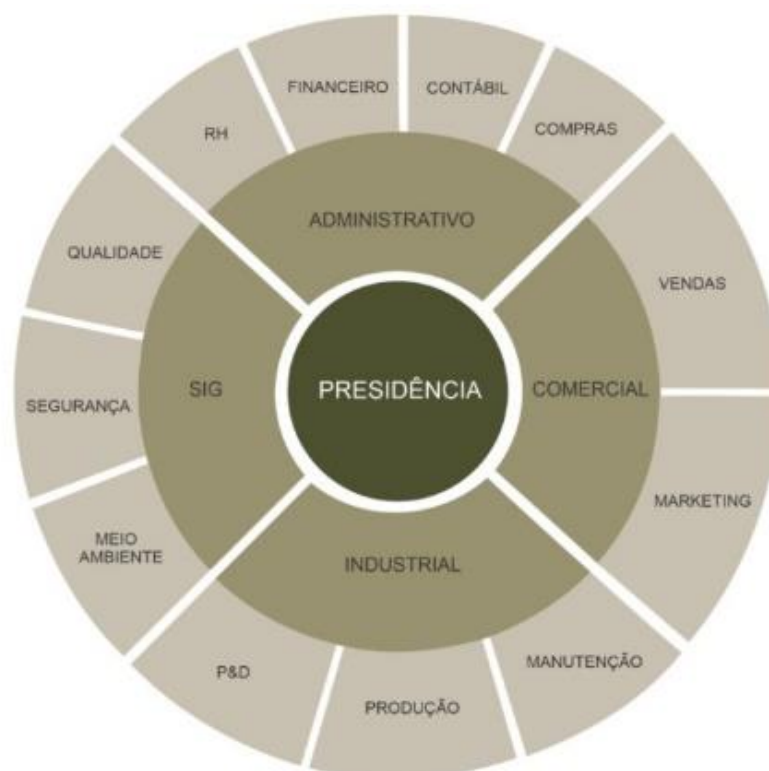 FINANCEIRO
CONTÁBIL
RH
COMPRAS
ADMINISTRATIVO
QUALIDADE
VENDAS
SIG
PRESIDÊNCIA
COMERCIAL
SEGURANÇA
MARKETING
MEIO
AMBIENTE
INDUSTRIAL
P&D
PRODUÇÃO
MANUTENÇÃO